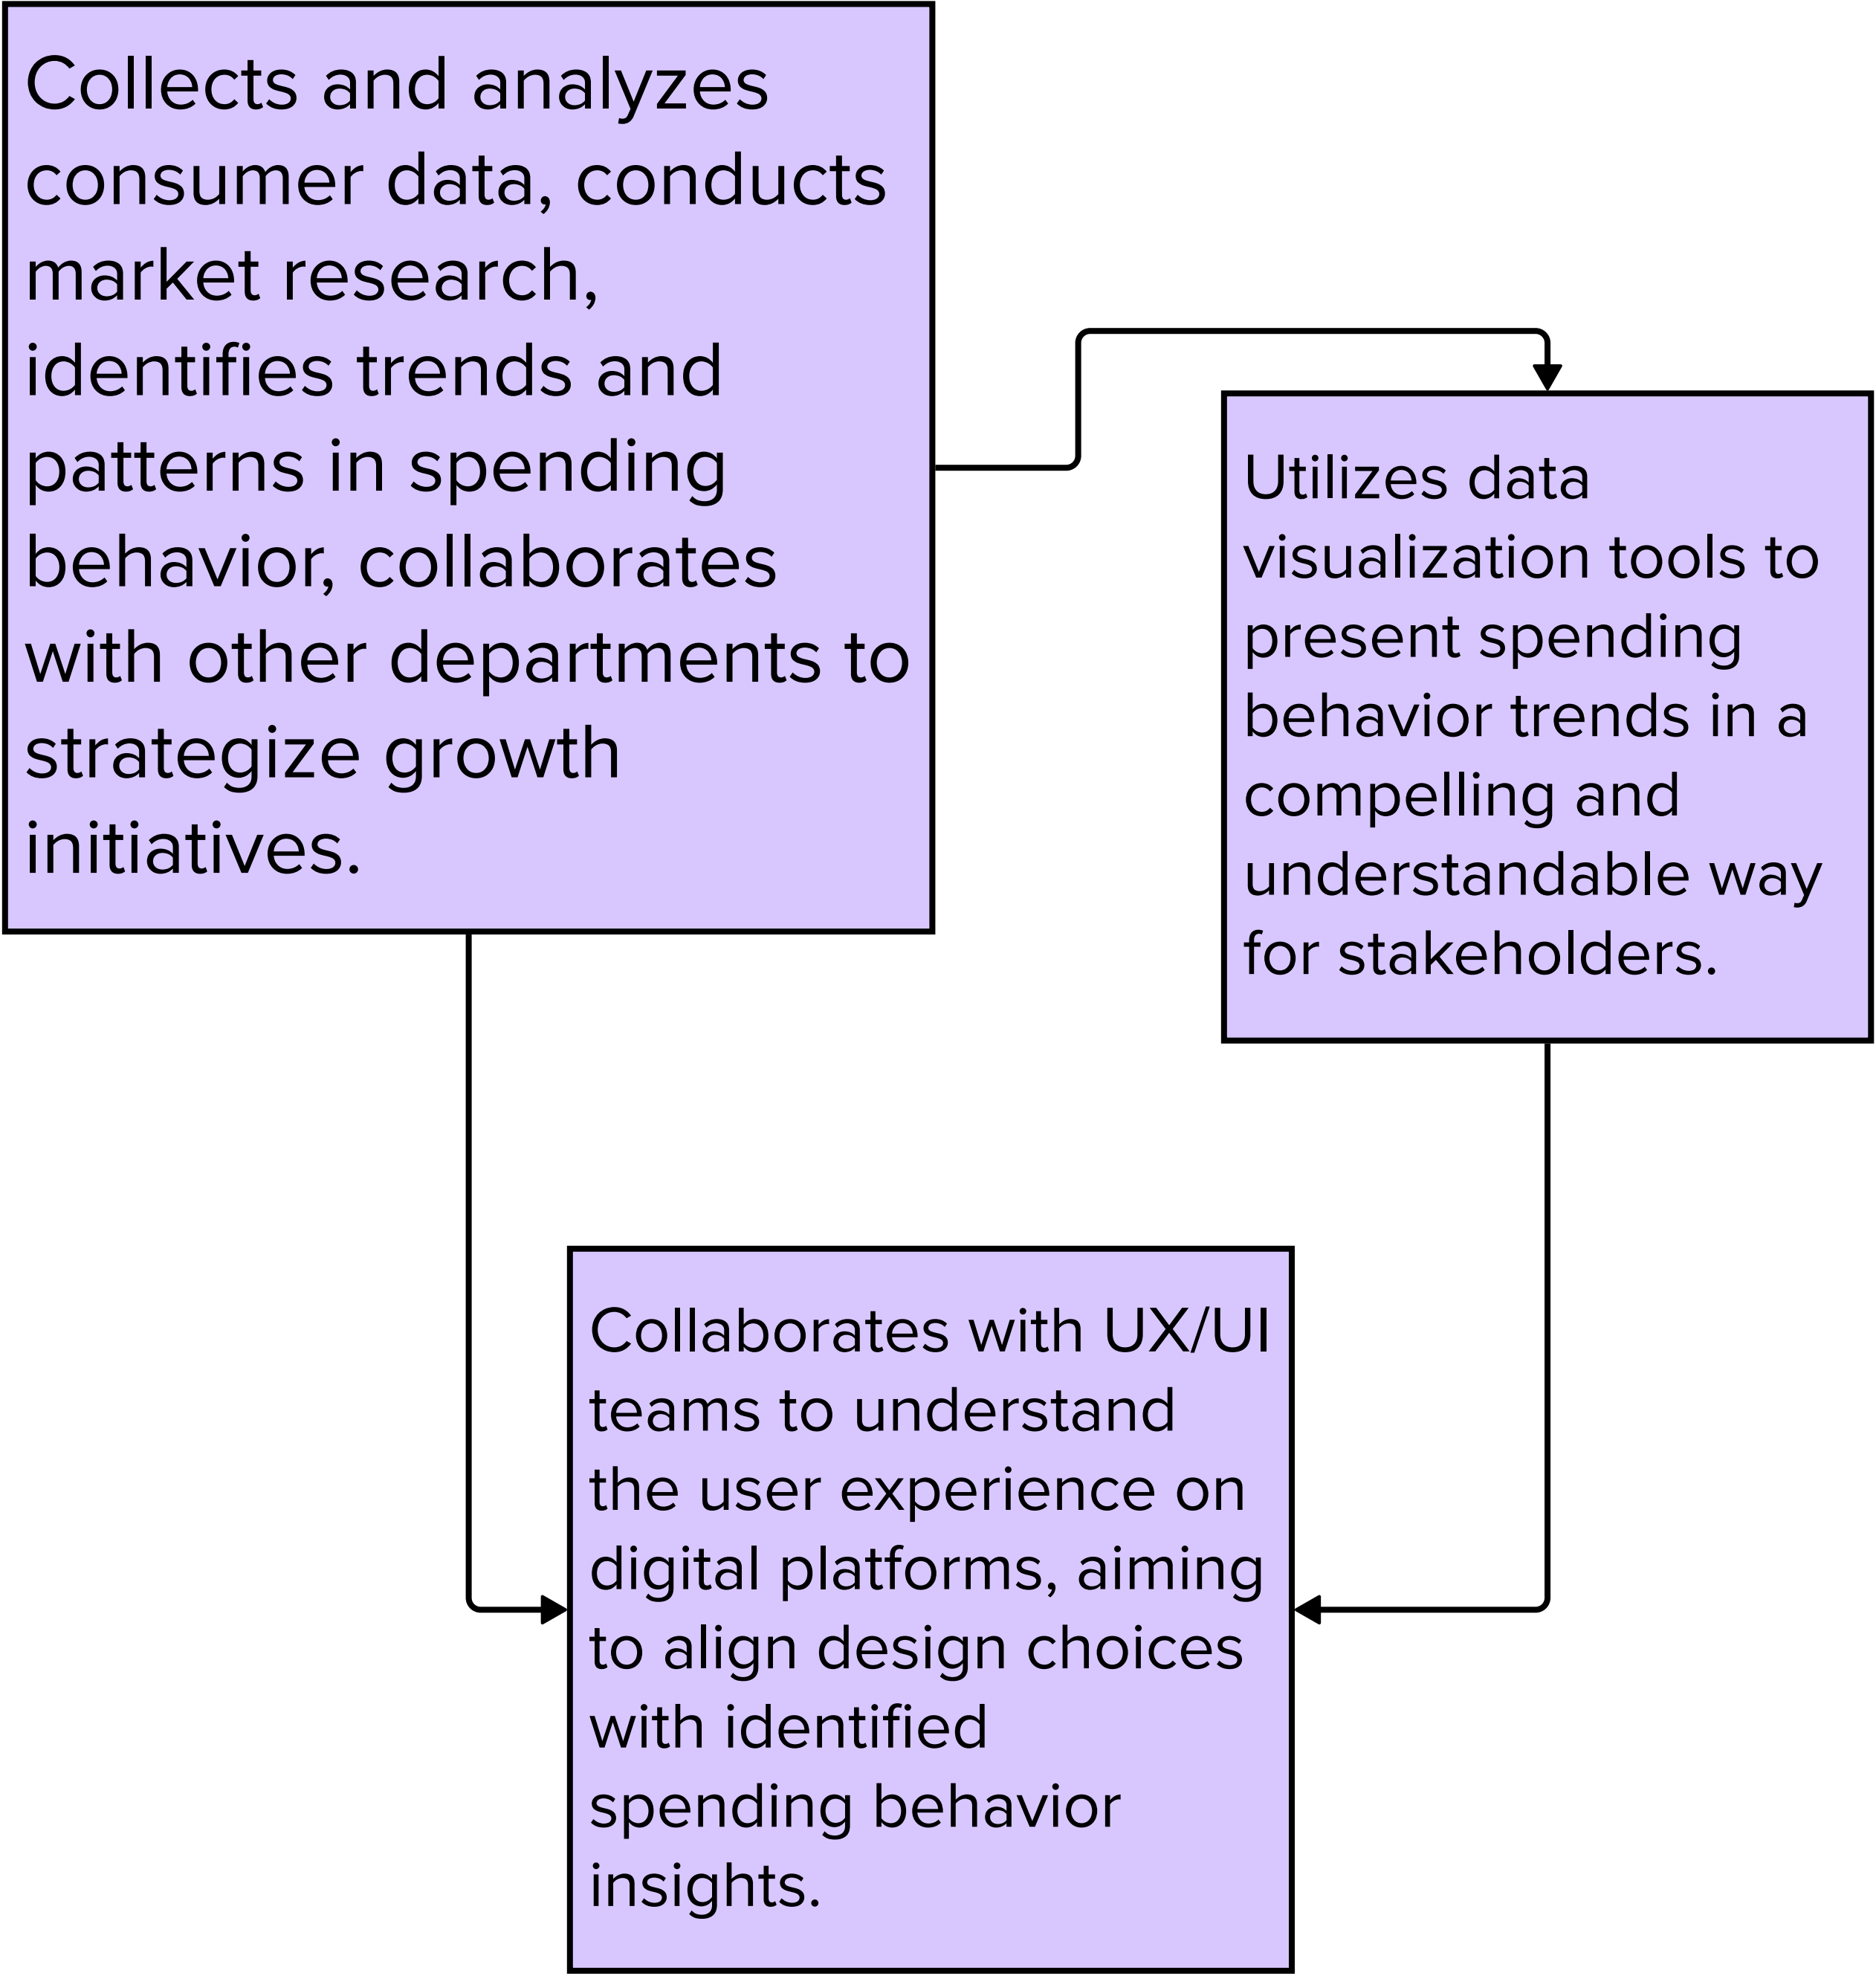 Collects and analyzes
consumer data, conducts
market research,
identifies trends and
patterns in spending
behavior, collaborates
with other departments to
strategize growth
initiatives.
Utilizes data
visualization tools to
present spending
behavior trends in a
compelling and
understandable way
for stakeholders.
Collaborates with UX/UI
teams to understand
the user experience on
digital platforms, aiming
to align design choices
with identified
spending behavior
insights.